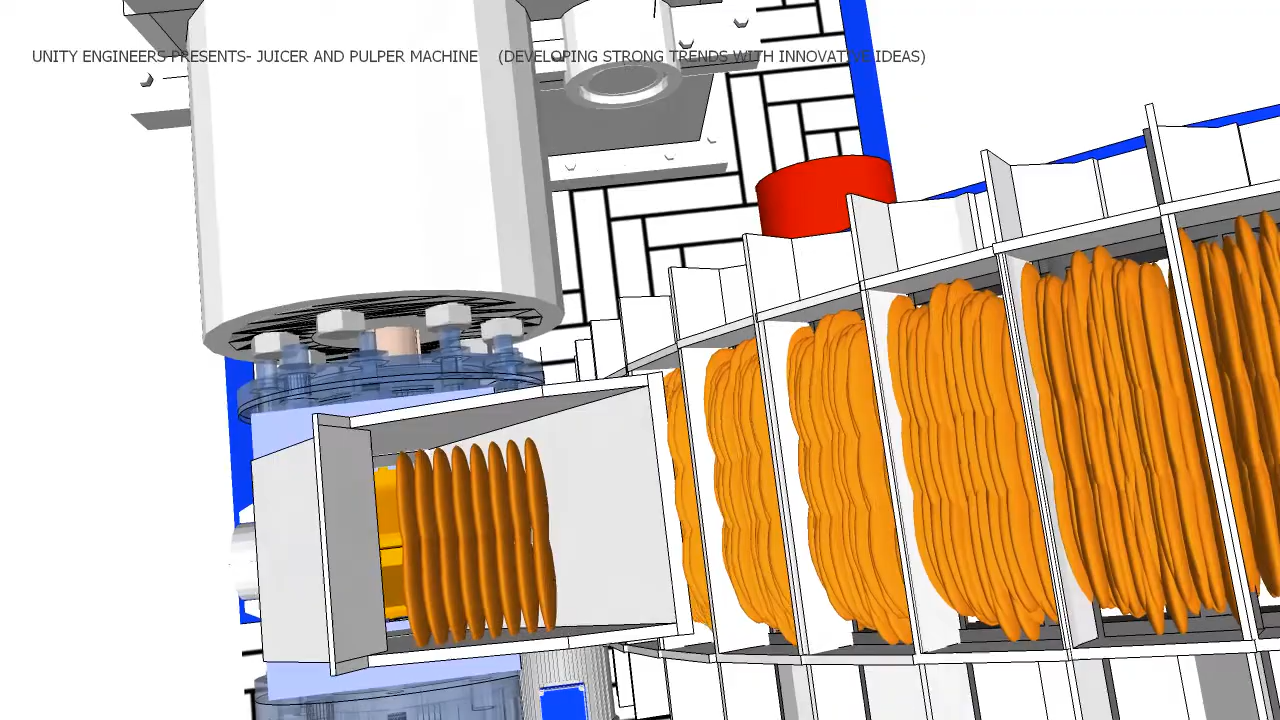 UNITY ENGINEERS PRESENTS- JUICER AND PULPER MACHINE (DEVELOPING STRONG TRENDS WITH INNOVATIVE IDEAS)